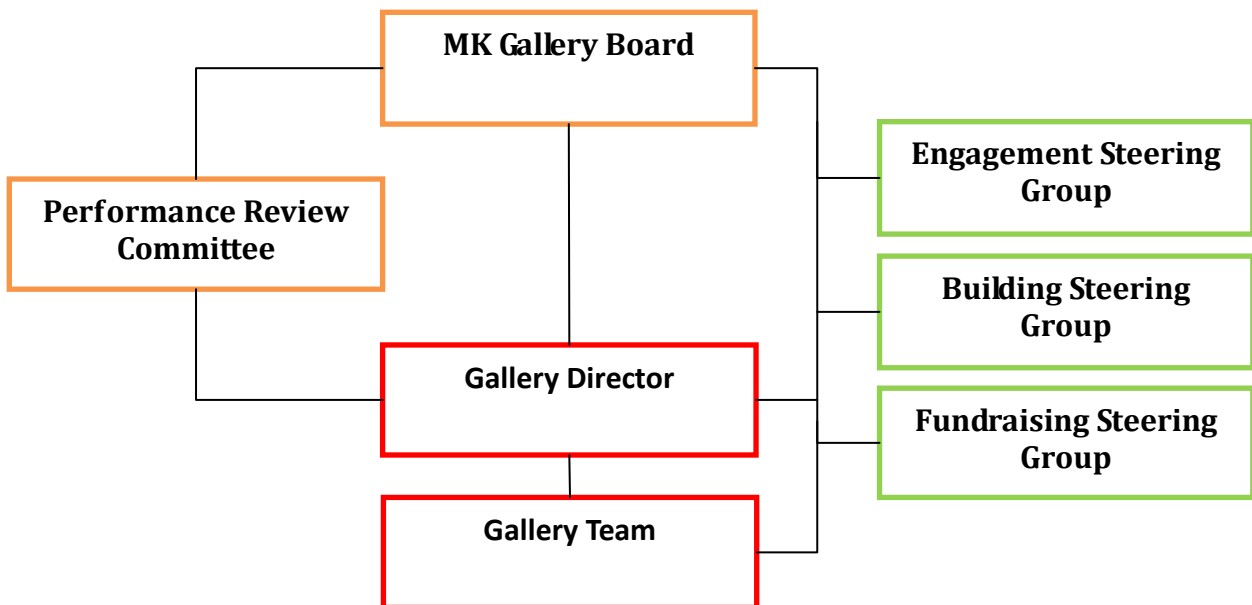 MK Gallery Board
Engagement Steering
Group
Performance Review
Committee
Building Steering
Group
Gallery Director
Fundraising Steering
Group
Gallery Team